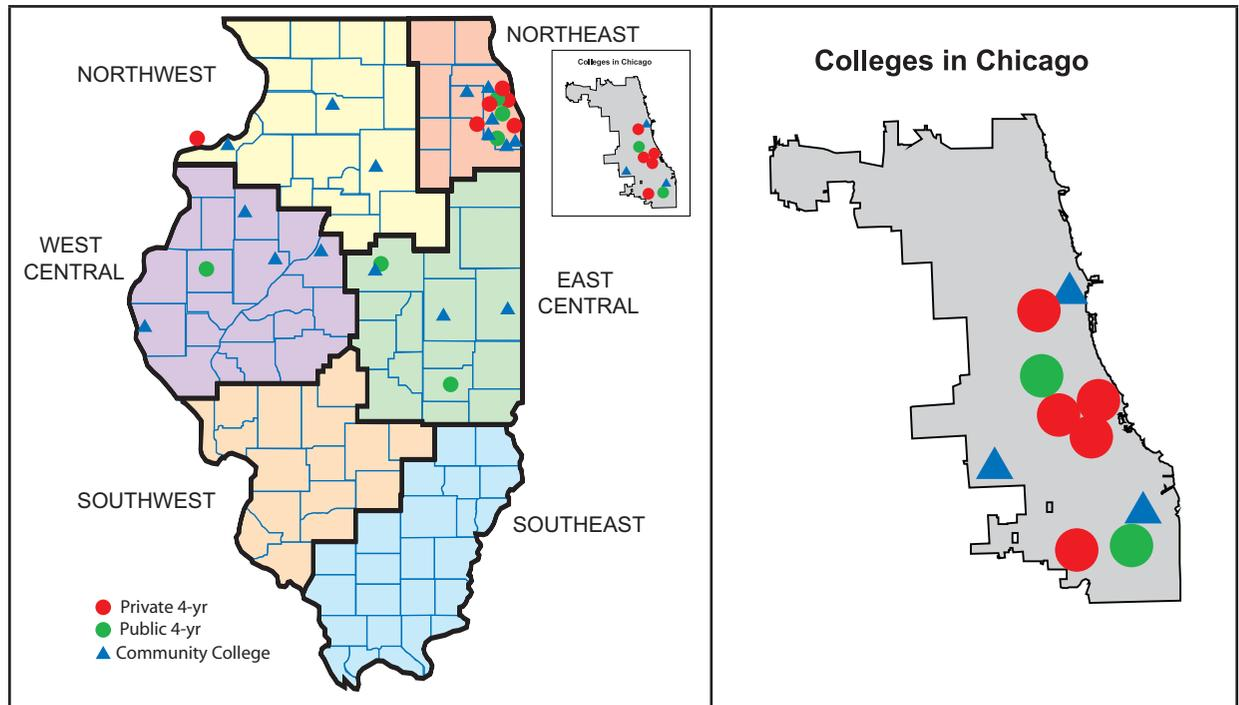 NORTHWEST
NORTHEAST
Colleges in Chicago
WEST
CENTRAL
EAST
CENTRAL
SOUTHWEST
SOUTHEAST
Private 4-yr
Public 4-yr
Community College
Colleges in Chicago